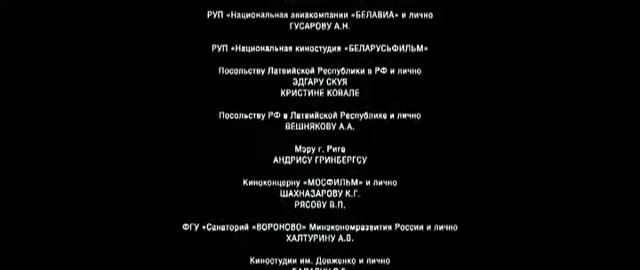 РУП «Национальная авиакомпании «БЕЛАВИА» и лично
ГУСАРОВУ А.Н.
РУП «Национальная киностудия «БЕЛАРУСЬФИЛЬМ»
Посольству Латвийской Республики в РФ и лично
ЭДГАРУ СКУЯ
КРИСТИНЕ КОВАЛЕ
Посольству РФ в Латвийской Республике и лично
ВЕШНЯКОВУ А.А.
Мэру г. Рига
АНДРИСУ ГРИНБЕРГСУ
Киноконцерну «МОСФИЛЬМ» и лично
ШАХНАЗАРОВУ К.Г.
РЯСОВУ В.П.
ФГУ «Санаторий «ВОРОНОВО» Минэкономразвития России и лично
ХАЛТУРИНУ А.В.
Киностудии им. Довженко и лично